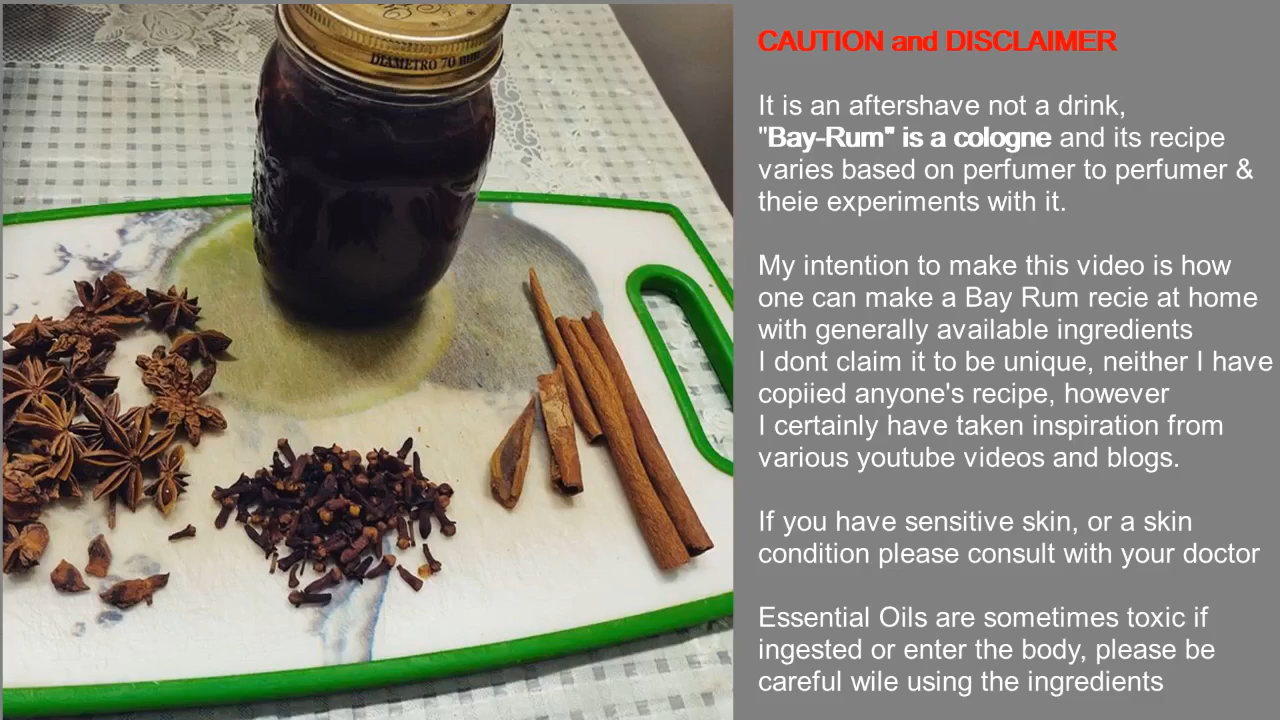 DIAMETRO 70 mm
CAUTION and DISCLAIMER
It is an aftershave not a drink,
"Bay-Rum" is a cologne and its recipe
varies based on perfumer to perfumer &
theie experiments with it.
My intention to make this video is how
one can make a Bay Rum recie at home
with generally available ingredients
I dont claim it to be unique, neither I have
copiied anyone's recipe, however
I certainly have taken inspiration from
various youtube videos and blogs.
If you have sensitive skin, or a skin
condition please consult with your doctor
Essential Oils are sometimes toxic if
ingested or enter the body, please be
careful wile using the ingredients